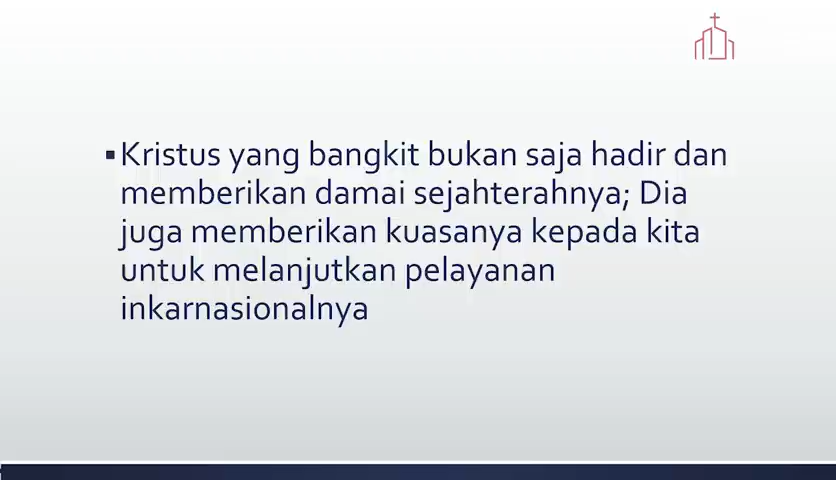 ▪Kristus yang bangkit bukan saja hadir dan
memberikan damai sejahterahnya; Dia
juga memberikan kuasanya kepada kita
untuk melanjutkan pelayanan
inkarnasionalnya